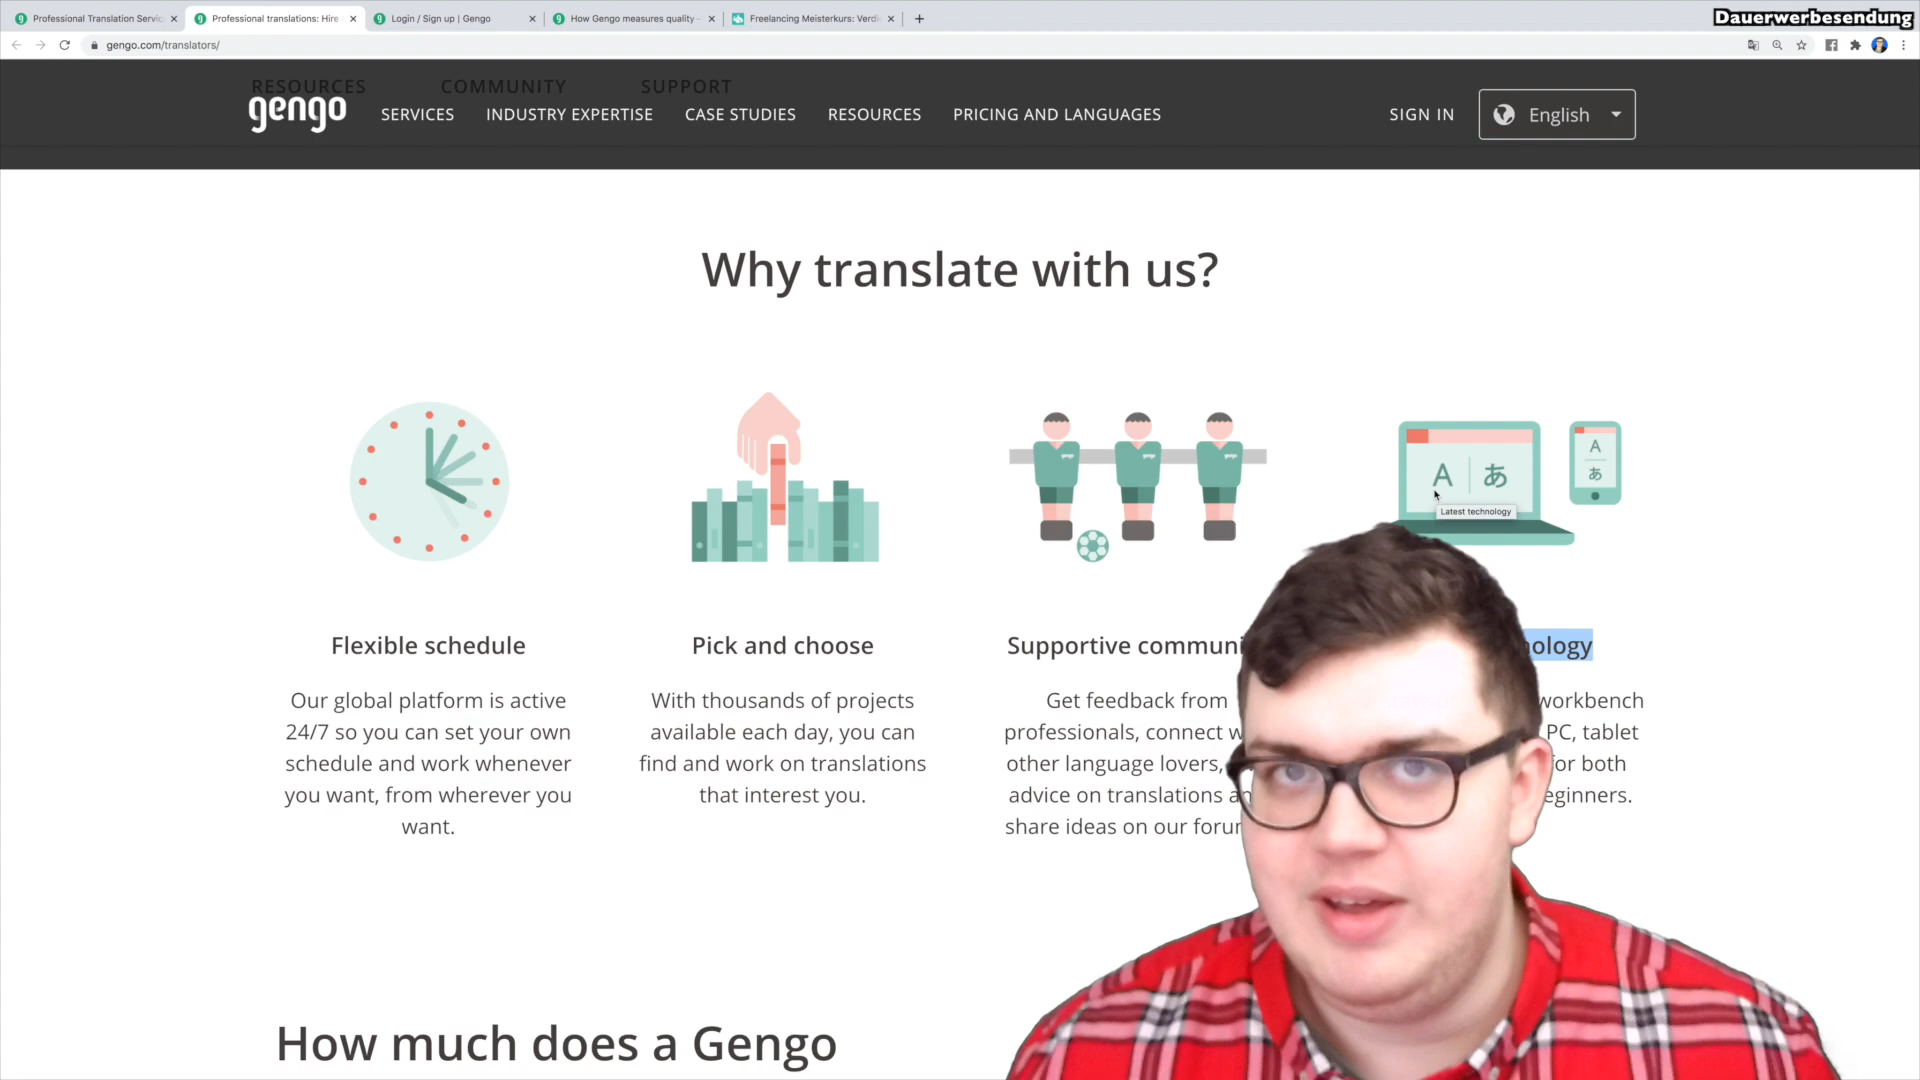 Professional Translation Servic
Professional translations: Hire
Login / Sign up | Gengo
How Gengo measures quality -
Freelancing Meisterkurs: Verdi
Dauerwerbesendung
gengo.com/translators/
RESOURCES COMMUNITY SUPPORT
gengo SERVICES INDUSTRY EXPERTISE CASE STUDIES RESOURCES PRICING AND LANGUAGES SIGN IN English
Why translate with us?
A あ
A
あ
Latest technology
Flexible schedule
Our global platform is active
24/7 so you can set your own
schedule and work whenever
you want, from wherever you
want.
Pick and choose
With thousands of projects
available each day, you can
find and work on translations
that interest you.
Supportive communi
Get feedback from
professionals, connect w
other language lovers,
advice on translations an
share ideas on our forum
nology
workbench
PC, tablet
for both
eginners.
How much does a Gengo